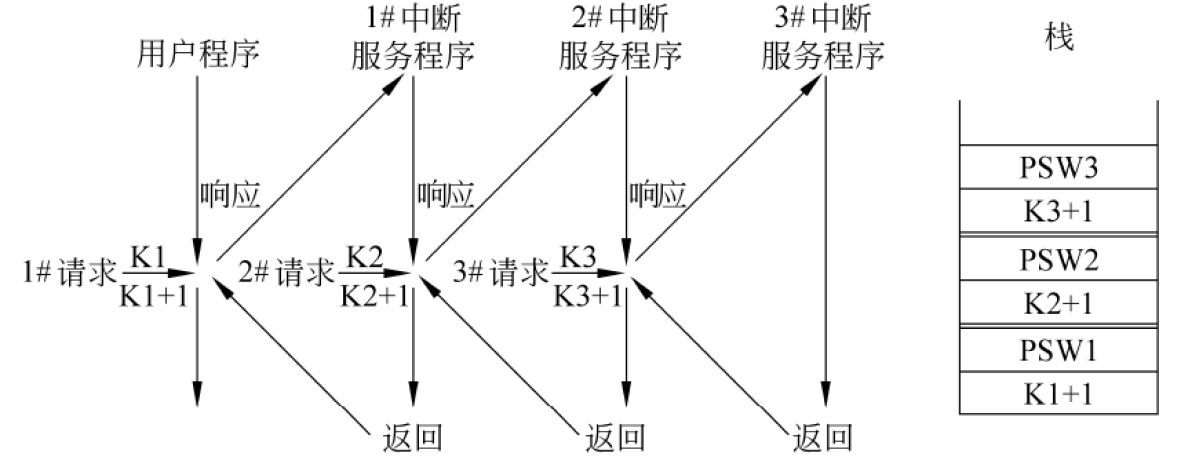 用户程序
1#中断
服务程序
2#中断
服务程序
3#中断
服务程序
栈
响应
响应
响应
1#请求
K1
K1+1
2#请求
K2
K2+1
3#请求
K3
K3+1
返回
返回
返回
PSW3
K3+1
PSW2
K2+1
PSW1
K1+1